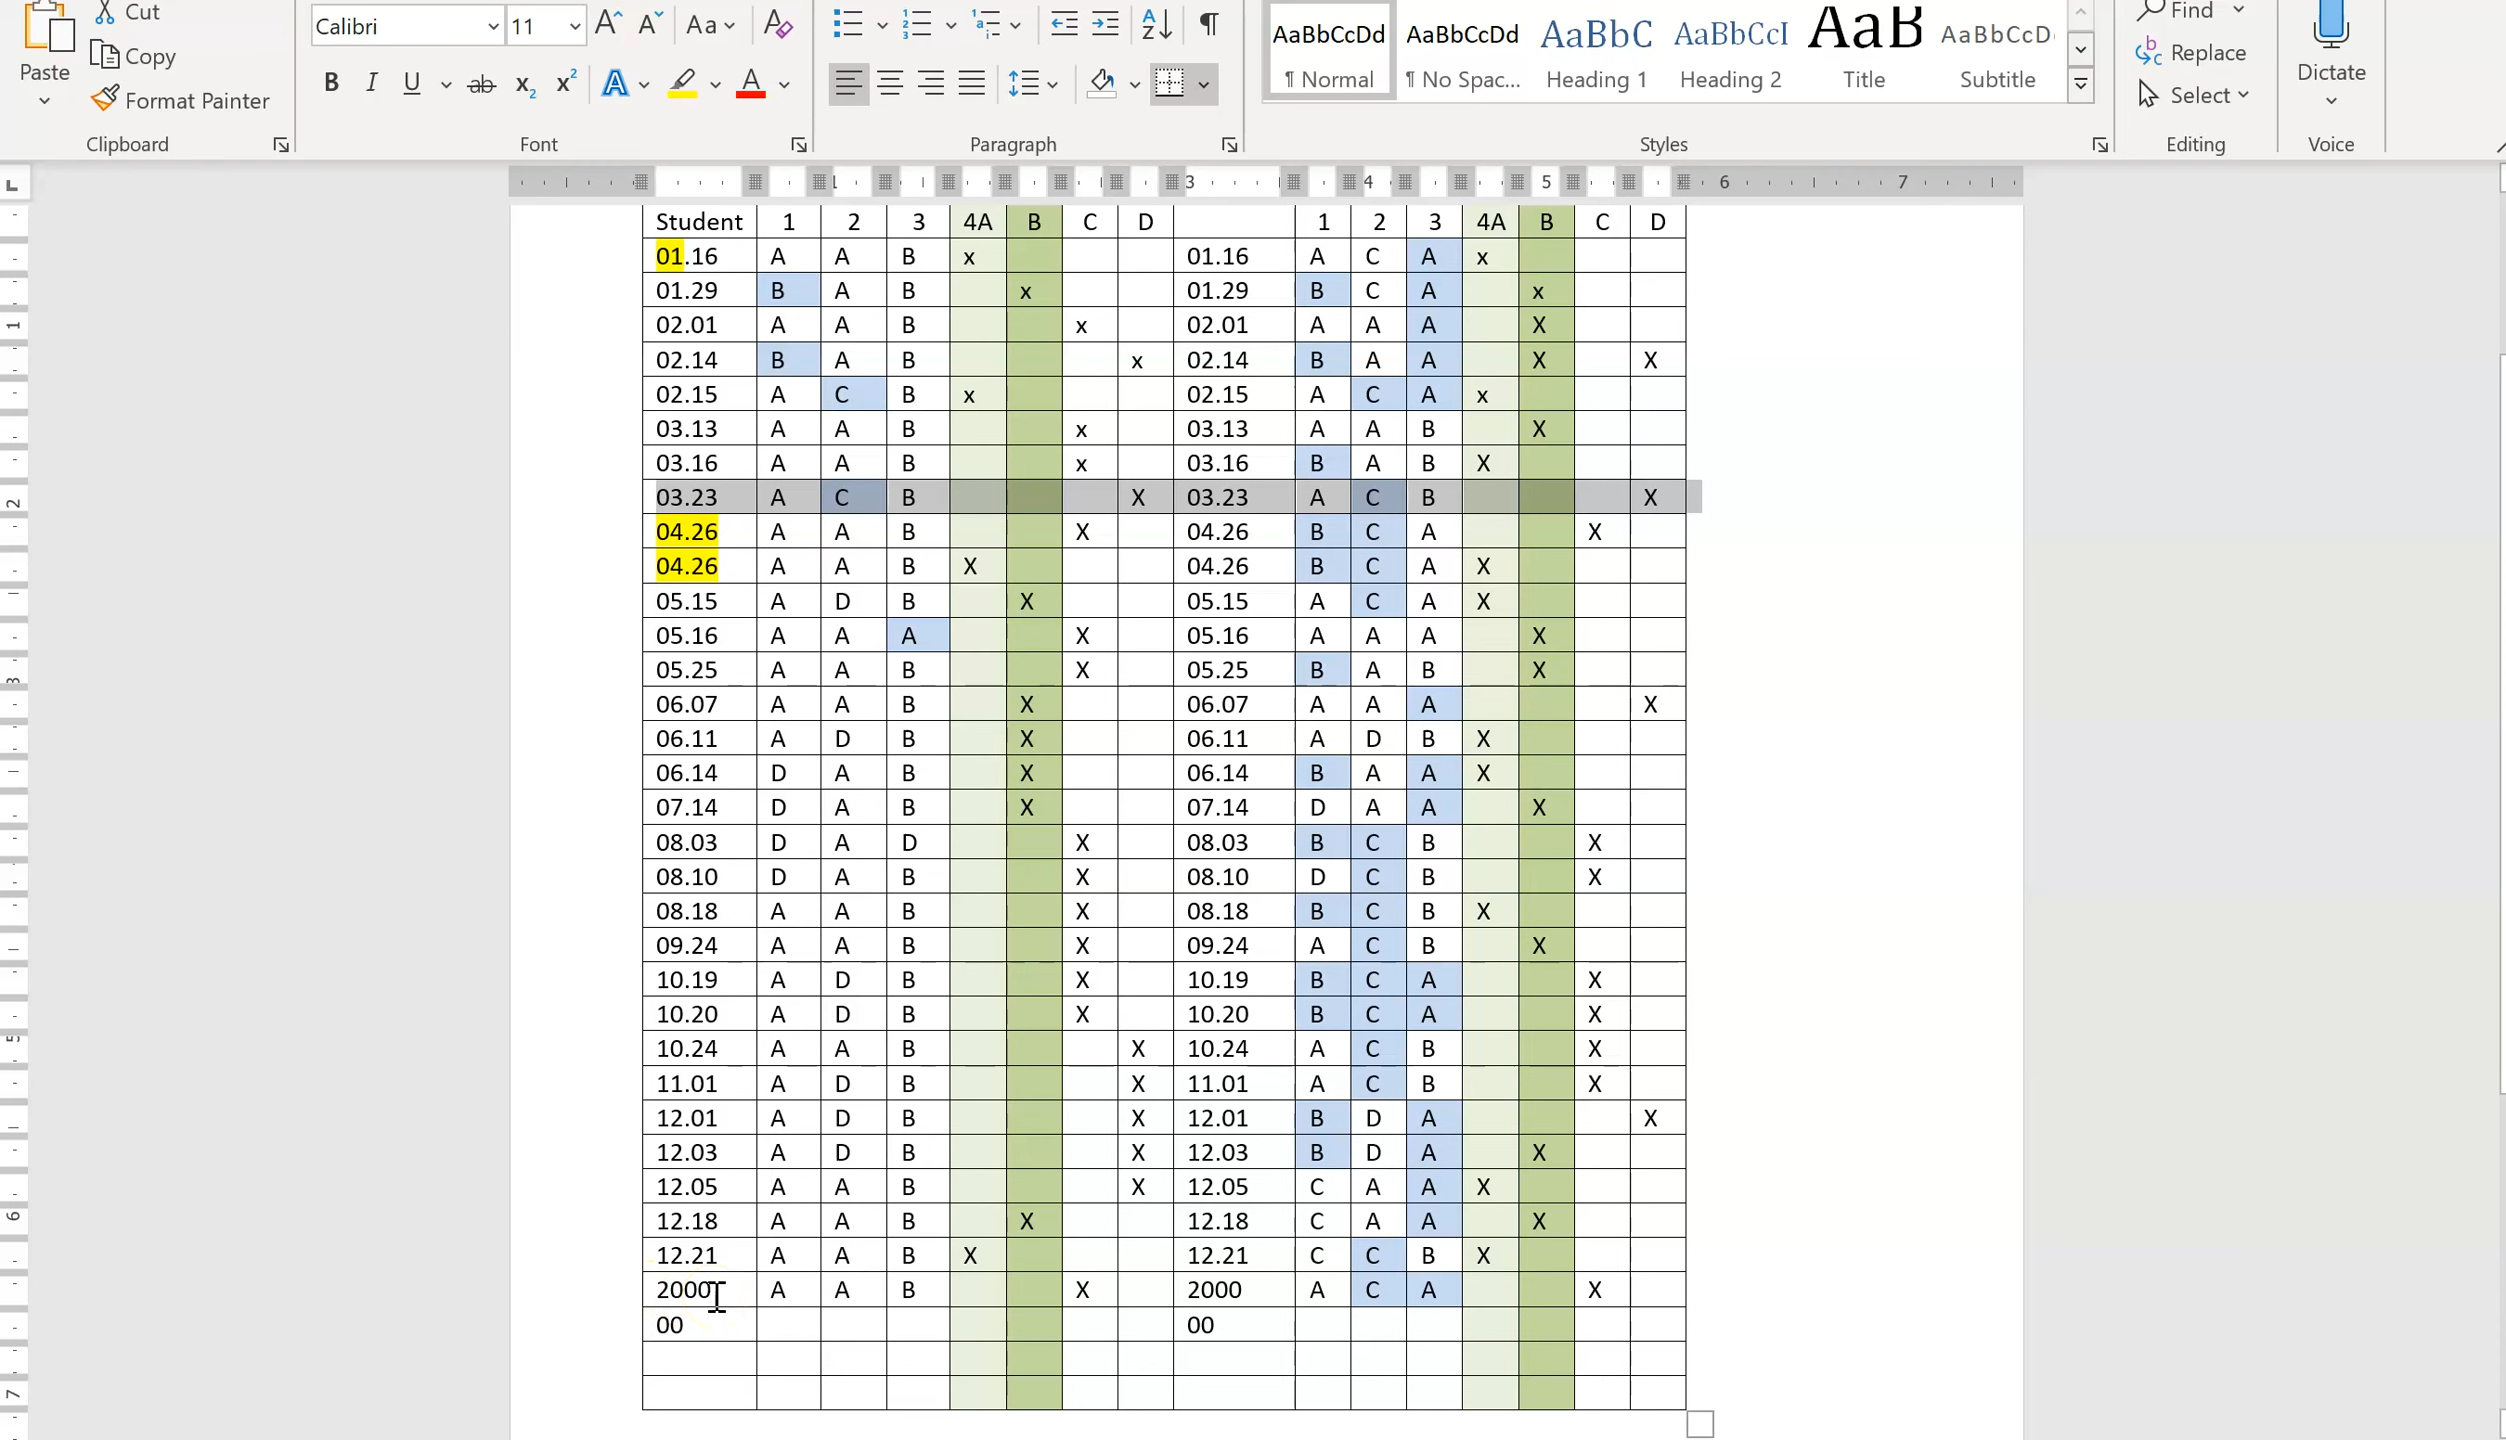 Cut
Copy
Paste
Format Painter
Clipboard
Calibri 11 Aa
B I U ab x2 x2 A A
Font
Paragraph
AaBbCcDd AaBbCcDd AaBbC AaBbCcI AaB AaBbCcD
¶ Normal ¶ No Spac... Heading 1 Heading 2 Title Subtitle
Styles
Find
Replace
Select
Editing
Dictate
Voice
1 3 4 5 6 7
Student 1 2 3 4A B C D 1 2 3 4A B C D
01.16 A A B x 01.16 A C A x
01.29 B A B x 01.29 B C A x
02.01 A A B x 02.01 A A A X
02.14 B A B x 02.14 B A A X X
02.15 A C B x 02.15 A C A x
03.13 A A B x 03.13 A A B X
03.16 A A B x 03.16 B A B X
03.23 A C B X 03.23 A C B X
04.26 A A B X 04.26 B C A X
04.26 A A B X 04.26 B C A X
05.15 A D B X 05.15 A C A X
05.16 A A A X 05.16 A A A X
05.25 A A B X 05.25 B A B X
06.07 A A B X 06.07 A A A X
06.11 A D B X 06.11 A D B X
06.14 D A B X 06.14 B A A X
07.14 D A B X 07.14 D A A X
08.03 D A D X 08.03 B C B X
08.10 D A B X 08.10 D C B X
08.18 A A B X 08.18 B C B X
09.24 A A B X 09.24 A C B X
10.19 A D B X 10.19 B C A X
10.20 A D B X 10.20 B C A X
10.24 A A B X 10.24 A C B X
11.01 A D B X 11.01 A C B X
12.01 A D B X 12.01 B D A X
12.03 A D B X 12.03 B D A X
12.05 A A B X 12.05 C A A X
12.18 A A B X 12.18 C A A X
12.21 A A B X 12.21 C C B X
2000 A A B X 2000 A C A X
00 00